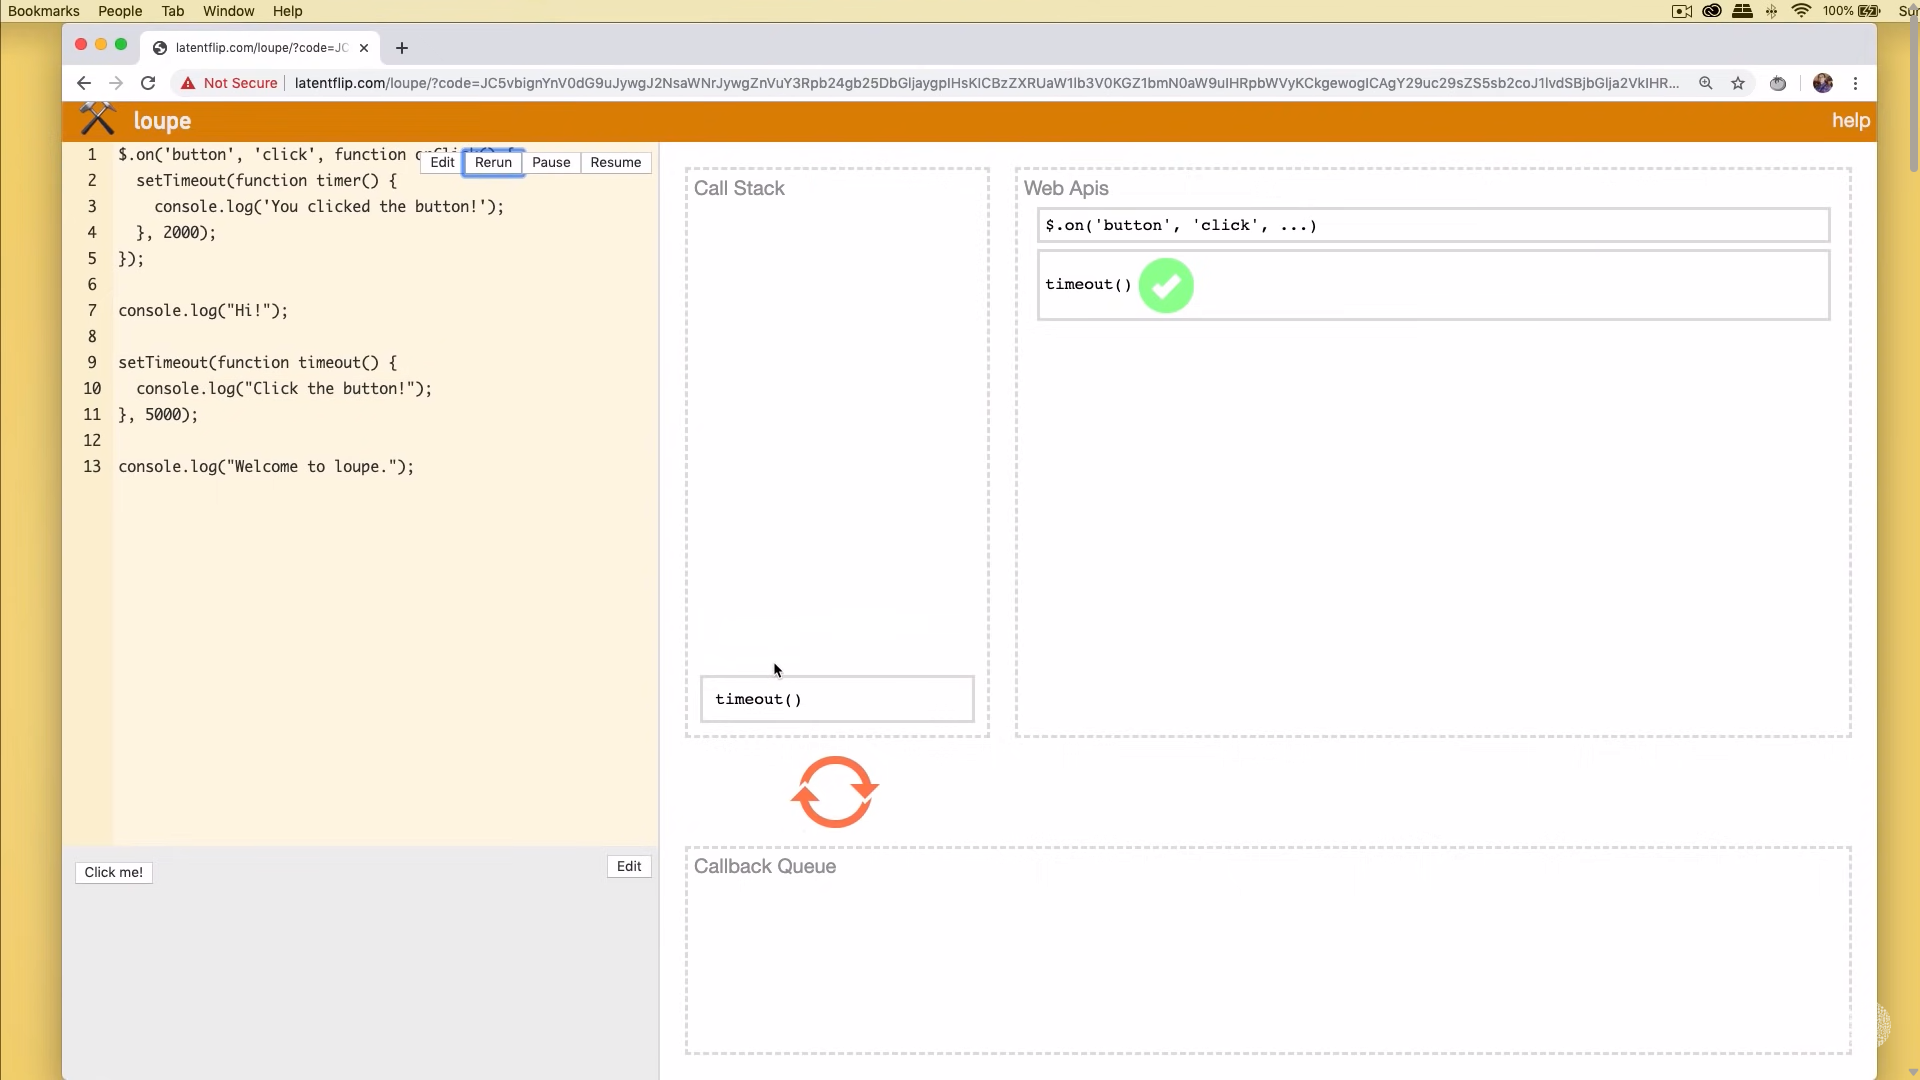 Bookmarks People Tab Window Help 100%
latentflip.com/loupe/?code=JC
Not Secure latentflip.com/loupe/?code=JC5vbignYnV0dG9uJywgJ2NsaWNrJywgZnVuY3Rpb24gb25DbGljaygpIHsKICBzZXRUaW1lb3V0KGZ1bmN0aW9uIHRpbWVyKCkgewogICAgY29uc29sZS5sb2coJ1lvdSBjbGlja2VkIHR...
loupe help
1 $.on('button', 'click', function onClick() {
Edit Rerun Pause Resume
2 setTimeout(function timer() {
3 console.log('You clicked the button!');
4 }, 2000);
5 });
6
7 console.log("Hi!");
8
9 setTimeout(function timeout() {
10 console.log("Click the button!");
11 }, 5000);
12
13 console.log("Welcome to loupe.");
Click me! Edit
Call Stack
timeout()
Web Apis
$.on('button', 'click', ...)
timeout()
Callback Queue